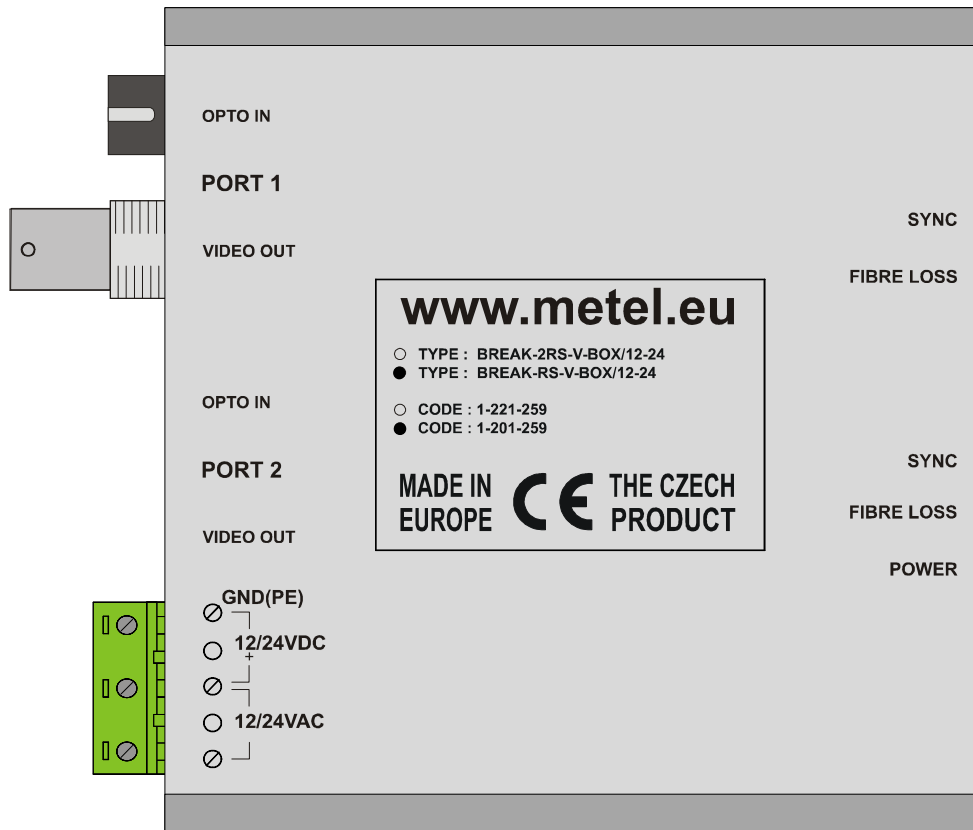 OPTO IN
PORT 1
VIDEO OUT
SYNC
FIBRE LOSS
www.metel.eu
TYPE : BREAK-2RS-V-BOX/12-24
TYPE : BREAK-RS-V-BOX/12-24
CODE : 1-221-259
CODE : 1-201-259
MADE IN
EUROPE
CE
THE CZECH
PRODUCT
OPTO IN
PORT 2
VIDEO OUT
SYNC
FIBRE LOSS
POWER
GND(PE)
12/24VDC
+
12/24VAC